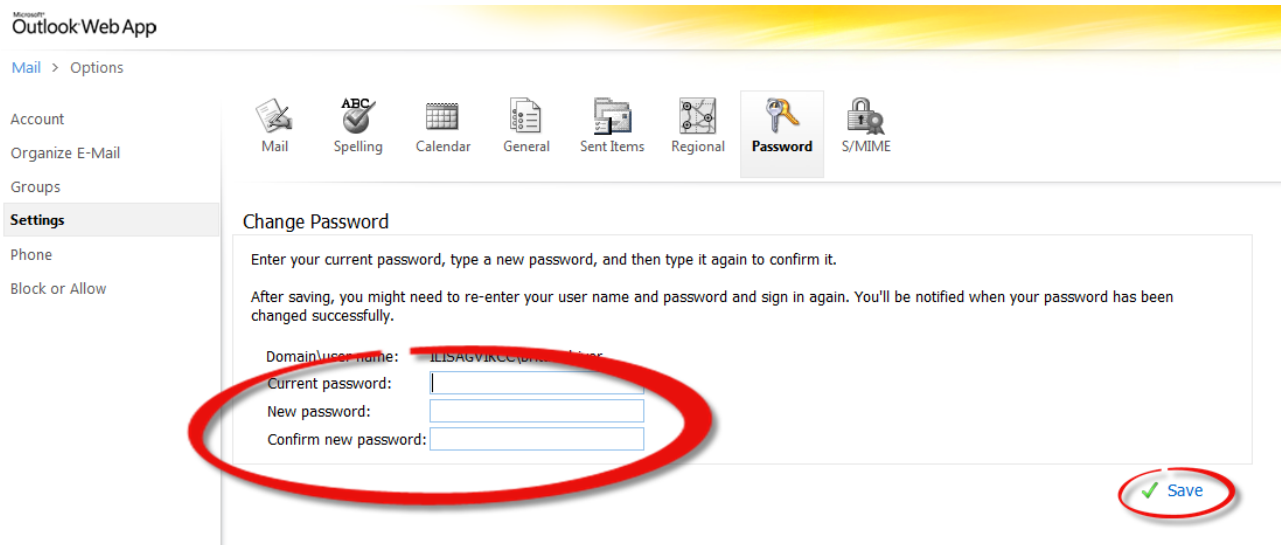 Microsoft®
Outlook Web App
Mail > Options
Account
Organize E-Mail
Groups
Settings
Phone
Block or Allow
ABC
Mail
Spelling
Calendar
General
Sent Items
Regional
Password
S/MIME
Change Password
Enter your current password, type a new password, and then type it again to confirm it.
After saving, you might need to re-enter your user name and password and sign in again. You'll be notified when your password has been
changed successfully.
Domain\user name:
Current password:
New password:
Confirm new password:
Save